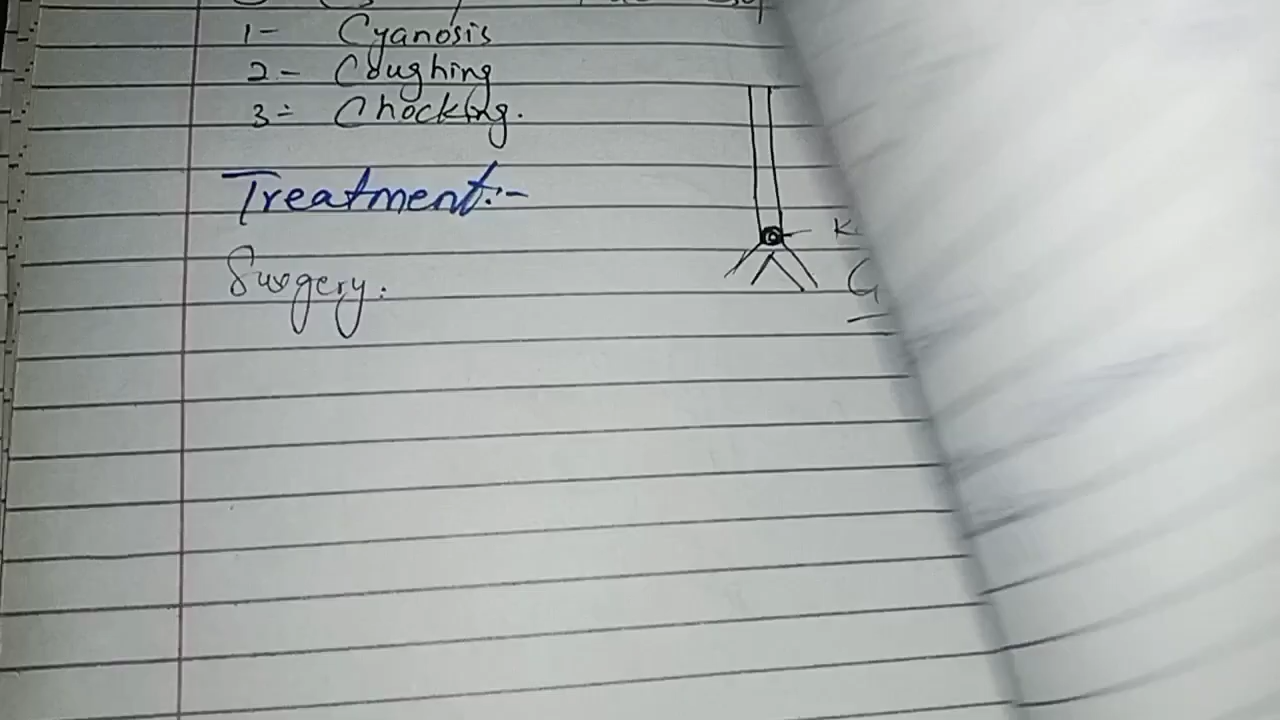 1- Cyanosis
2- Coughing
3- Chocking.
Treatment:-
Surgery.